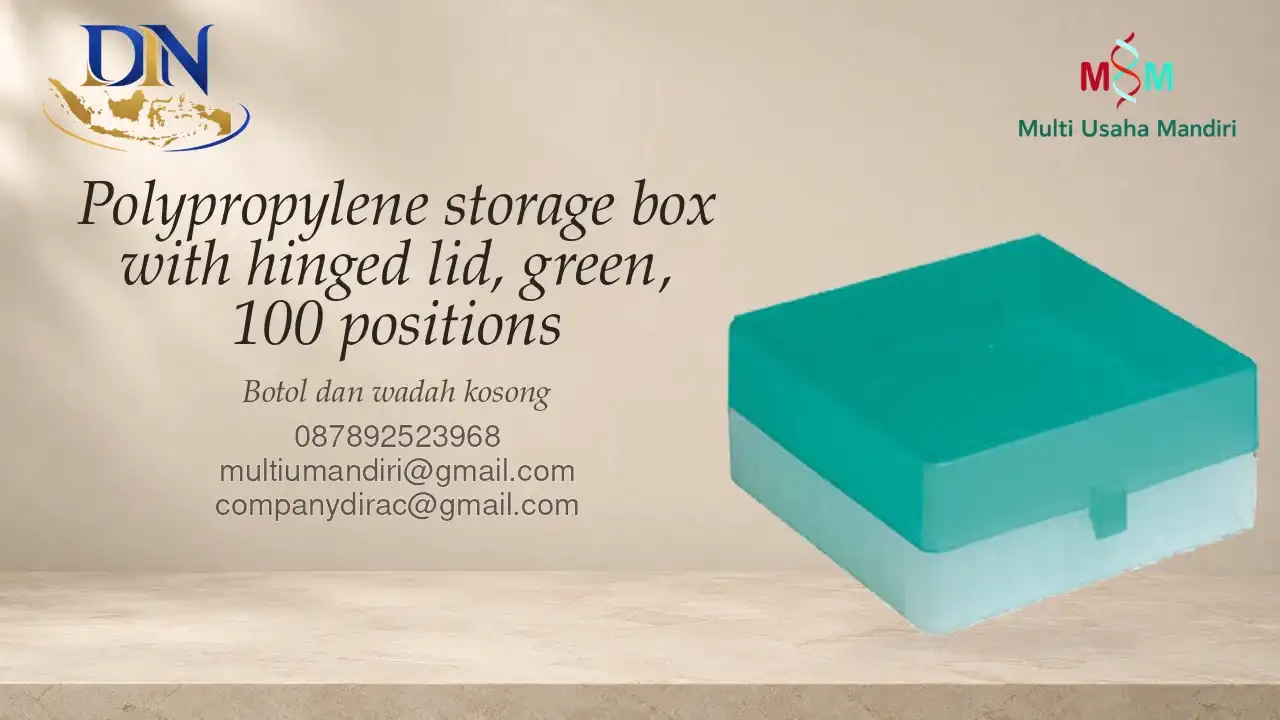 DN
M M
Multi Usaha Mandiri
Polypropylene storage box
with hinged lid, green,
100 positions
Botol dan wadah kosong
087892523968
multiumandiri@gmail.com
companydirac@gmail.com